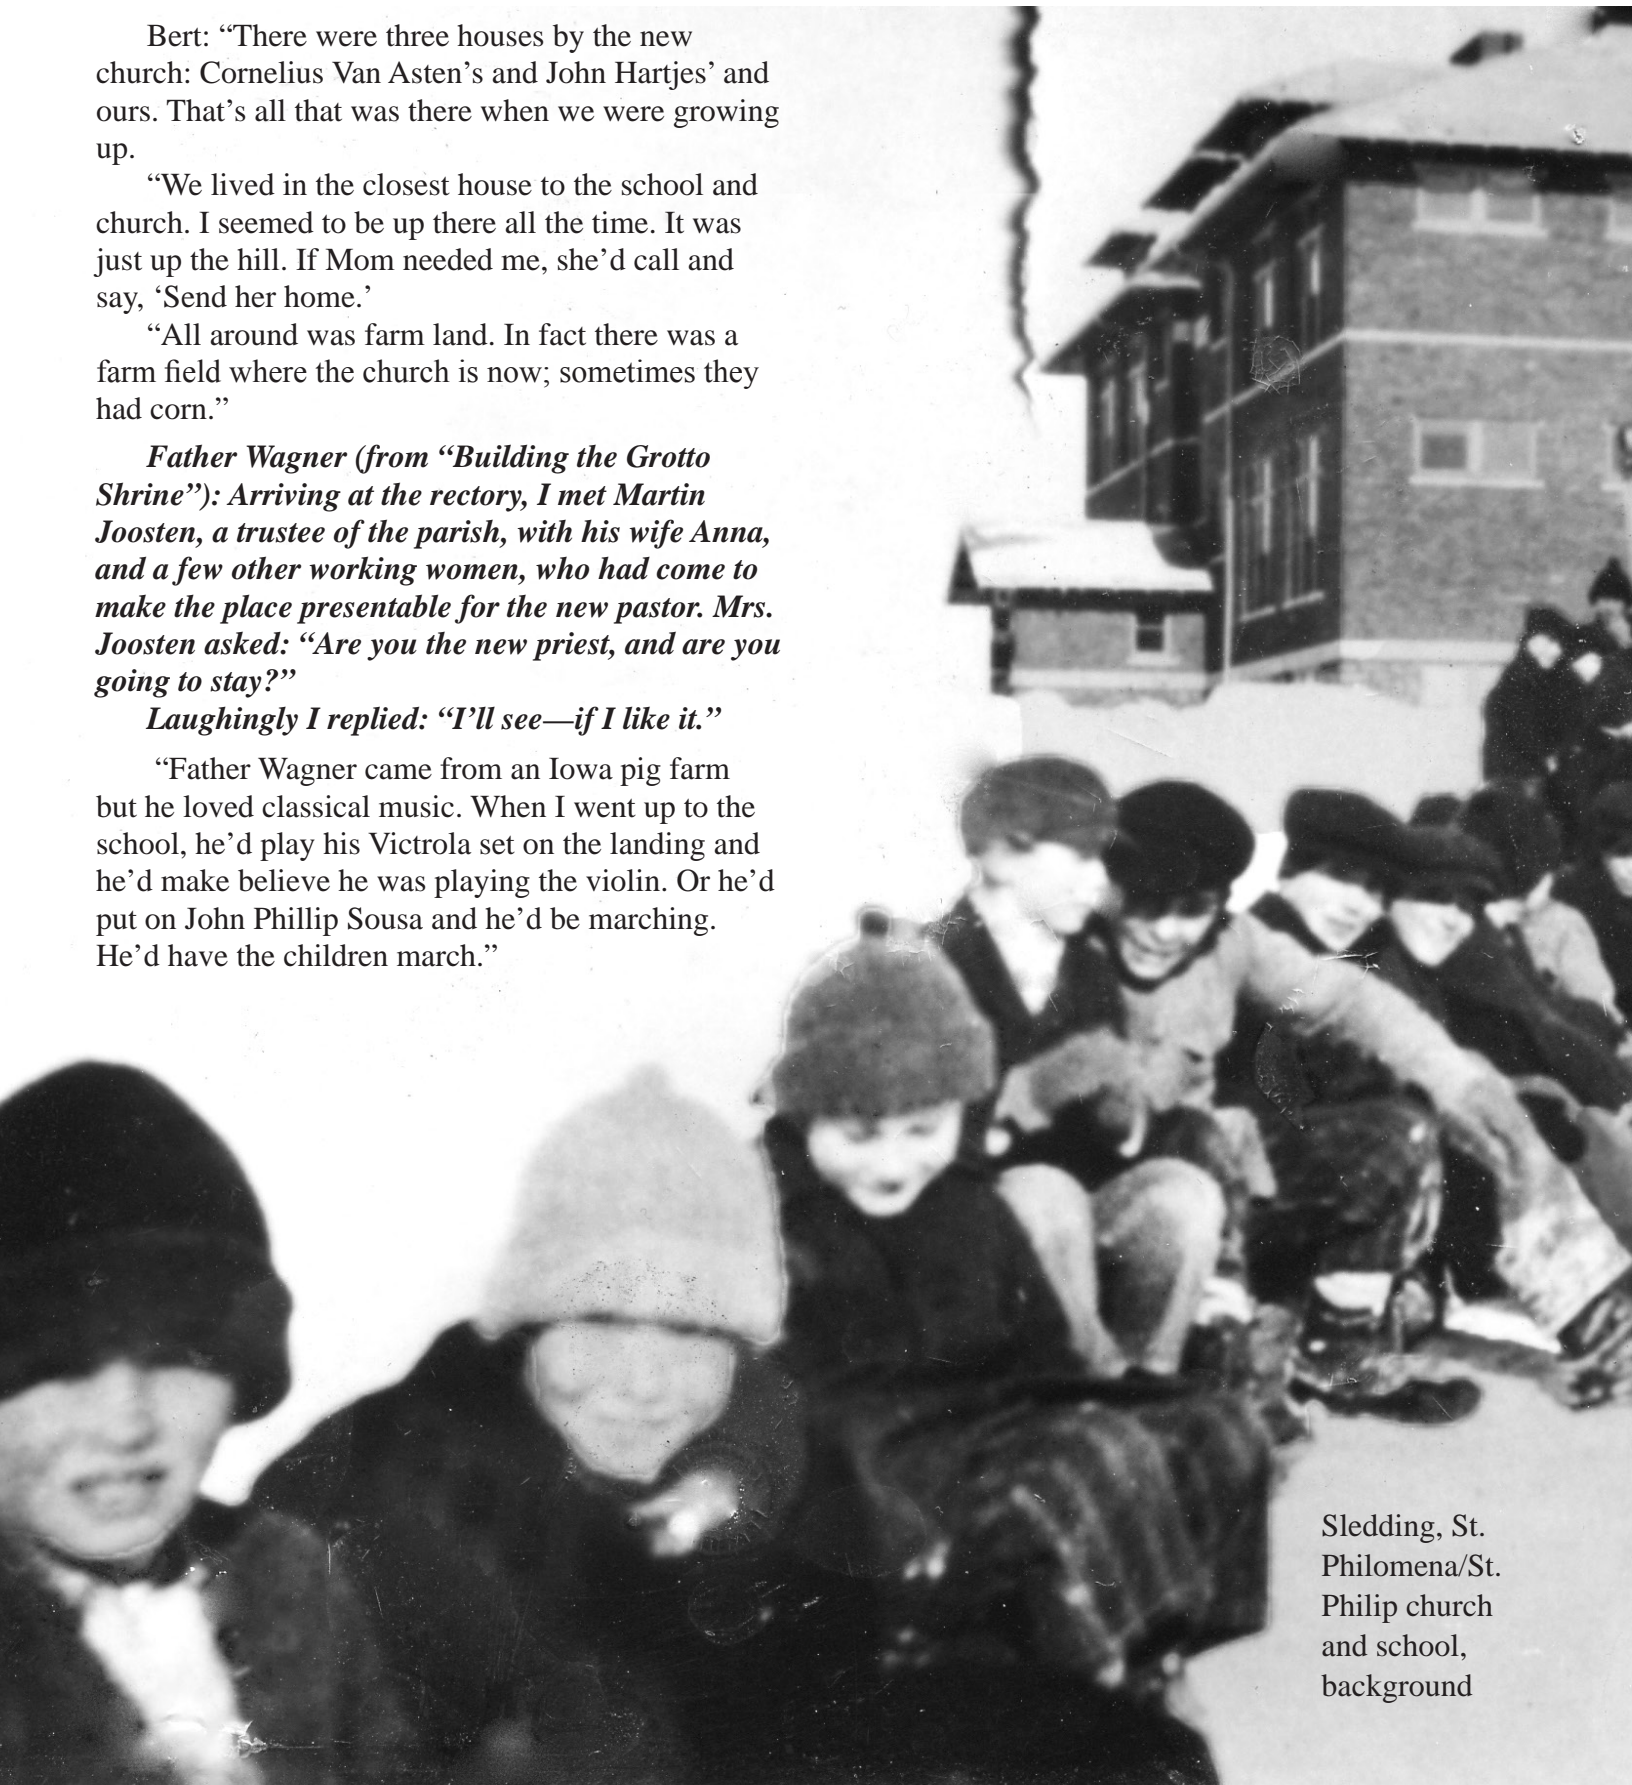 Bert: “There were three houses by the new
church: Cornelius Van Asten’s and John Hartjes’ and
ours. That’s all that was there when we were growing
up.
“We lived in the closest house to the school and
church. I seemed to be up there all the time. It was
just up the hill. If Mom needed me, she’d call and
say, ‘Send her home.’
“All around was farm land. In fact there was a
farm field where the church is now; sometimes they
had corn.”
Father Wagner (from “Building the Grotto
Shrine”): Arriving at the rectory, I met Martin
Joosten, a trustee of the parish, with his wife Anna,
and a few other working women, who had come to
make the place presentable for the new pastor. Mrs.
Joosten asked: “Are you the new priest, and are you
going to stay?”
Laughingly I replied: “I’ll see—if I like it.”
“Father Wagner came from an Iowa pig farm
but he loved classical music. When I went up to the
school, he’d play his Victrola set on the landing and
he’d make believe he was playing the violin. Or he’d
put on John Phillip Sousa and he’d be marching.
He’d have the children march.”
Sledding, St.
Philomena/St.
Philip church
and school,
background